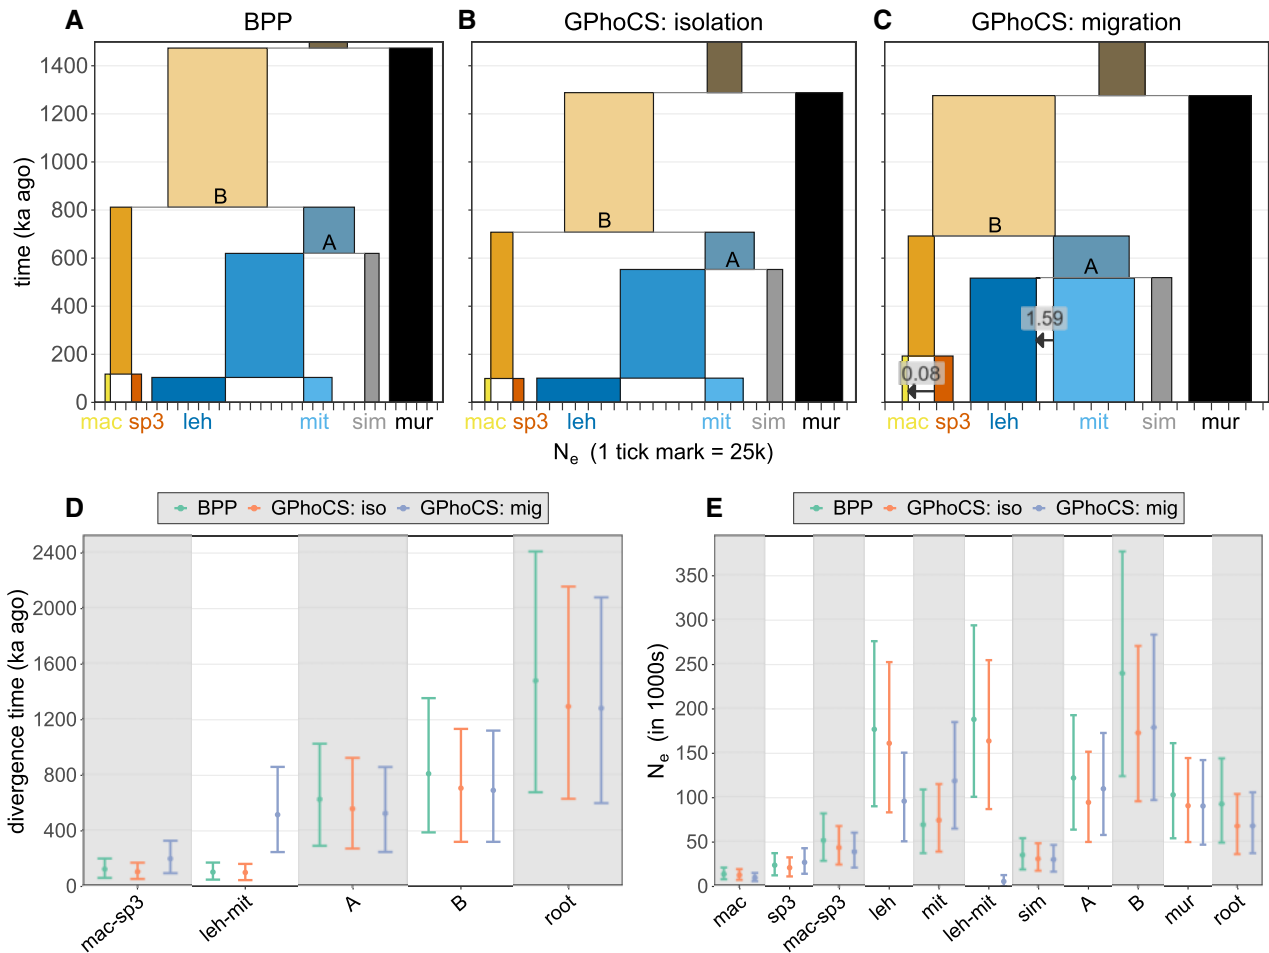 A
BPP
B
GPhoCS: isolation
C
GPhoCS: migration
time (ka ago)
1400
1200
1000
800
600
400
200
0
B
A
B
A
B
A
1.59
0.08
mac sp3 leh mit sim mur
mac sp3 leh mit sim mur
mac sp3 leh mit sim mur
Ne (1 tick mark = 25k)
D
BPP GPhoCS: iso GPhoCS: mig
divergence time (ka ago)
2400
2000
1600
1200
800
400
0
mac-sp3
leh-mit
A
B
root
E
BPP GPhoCS: iso GPhoCS: mig
Ne (in 1000s)
350
300
250
200
150
100
50
0
mac
sp3
mac-sp3
leh
mit
leh-mit
sim
A
B
mur
root